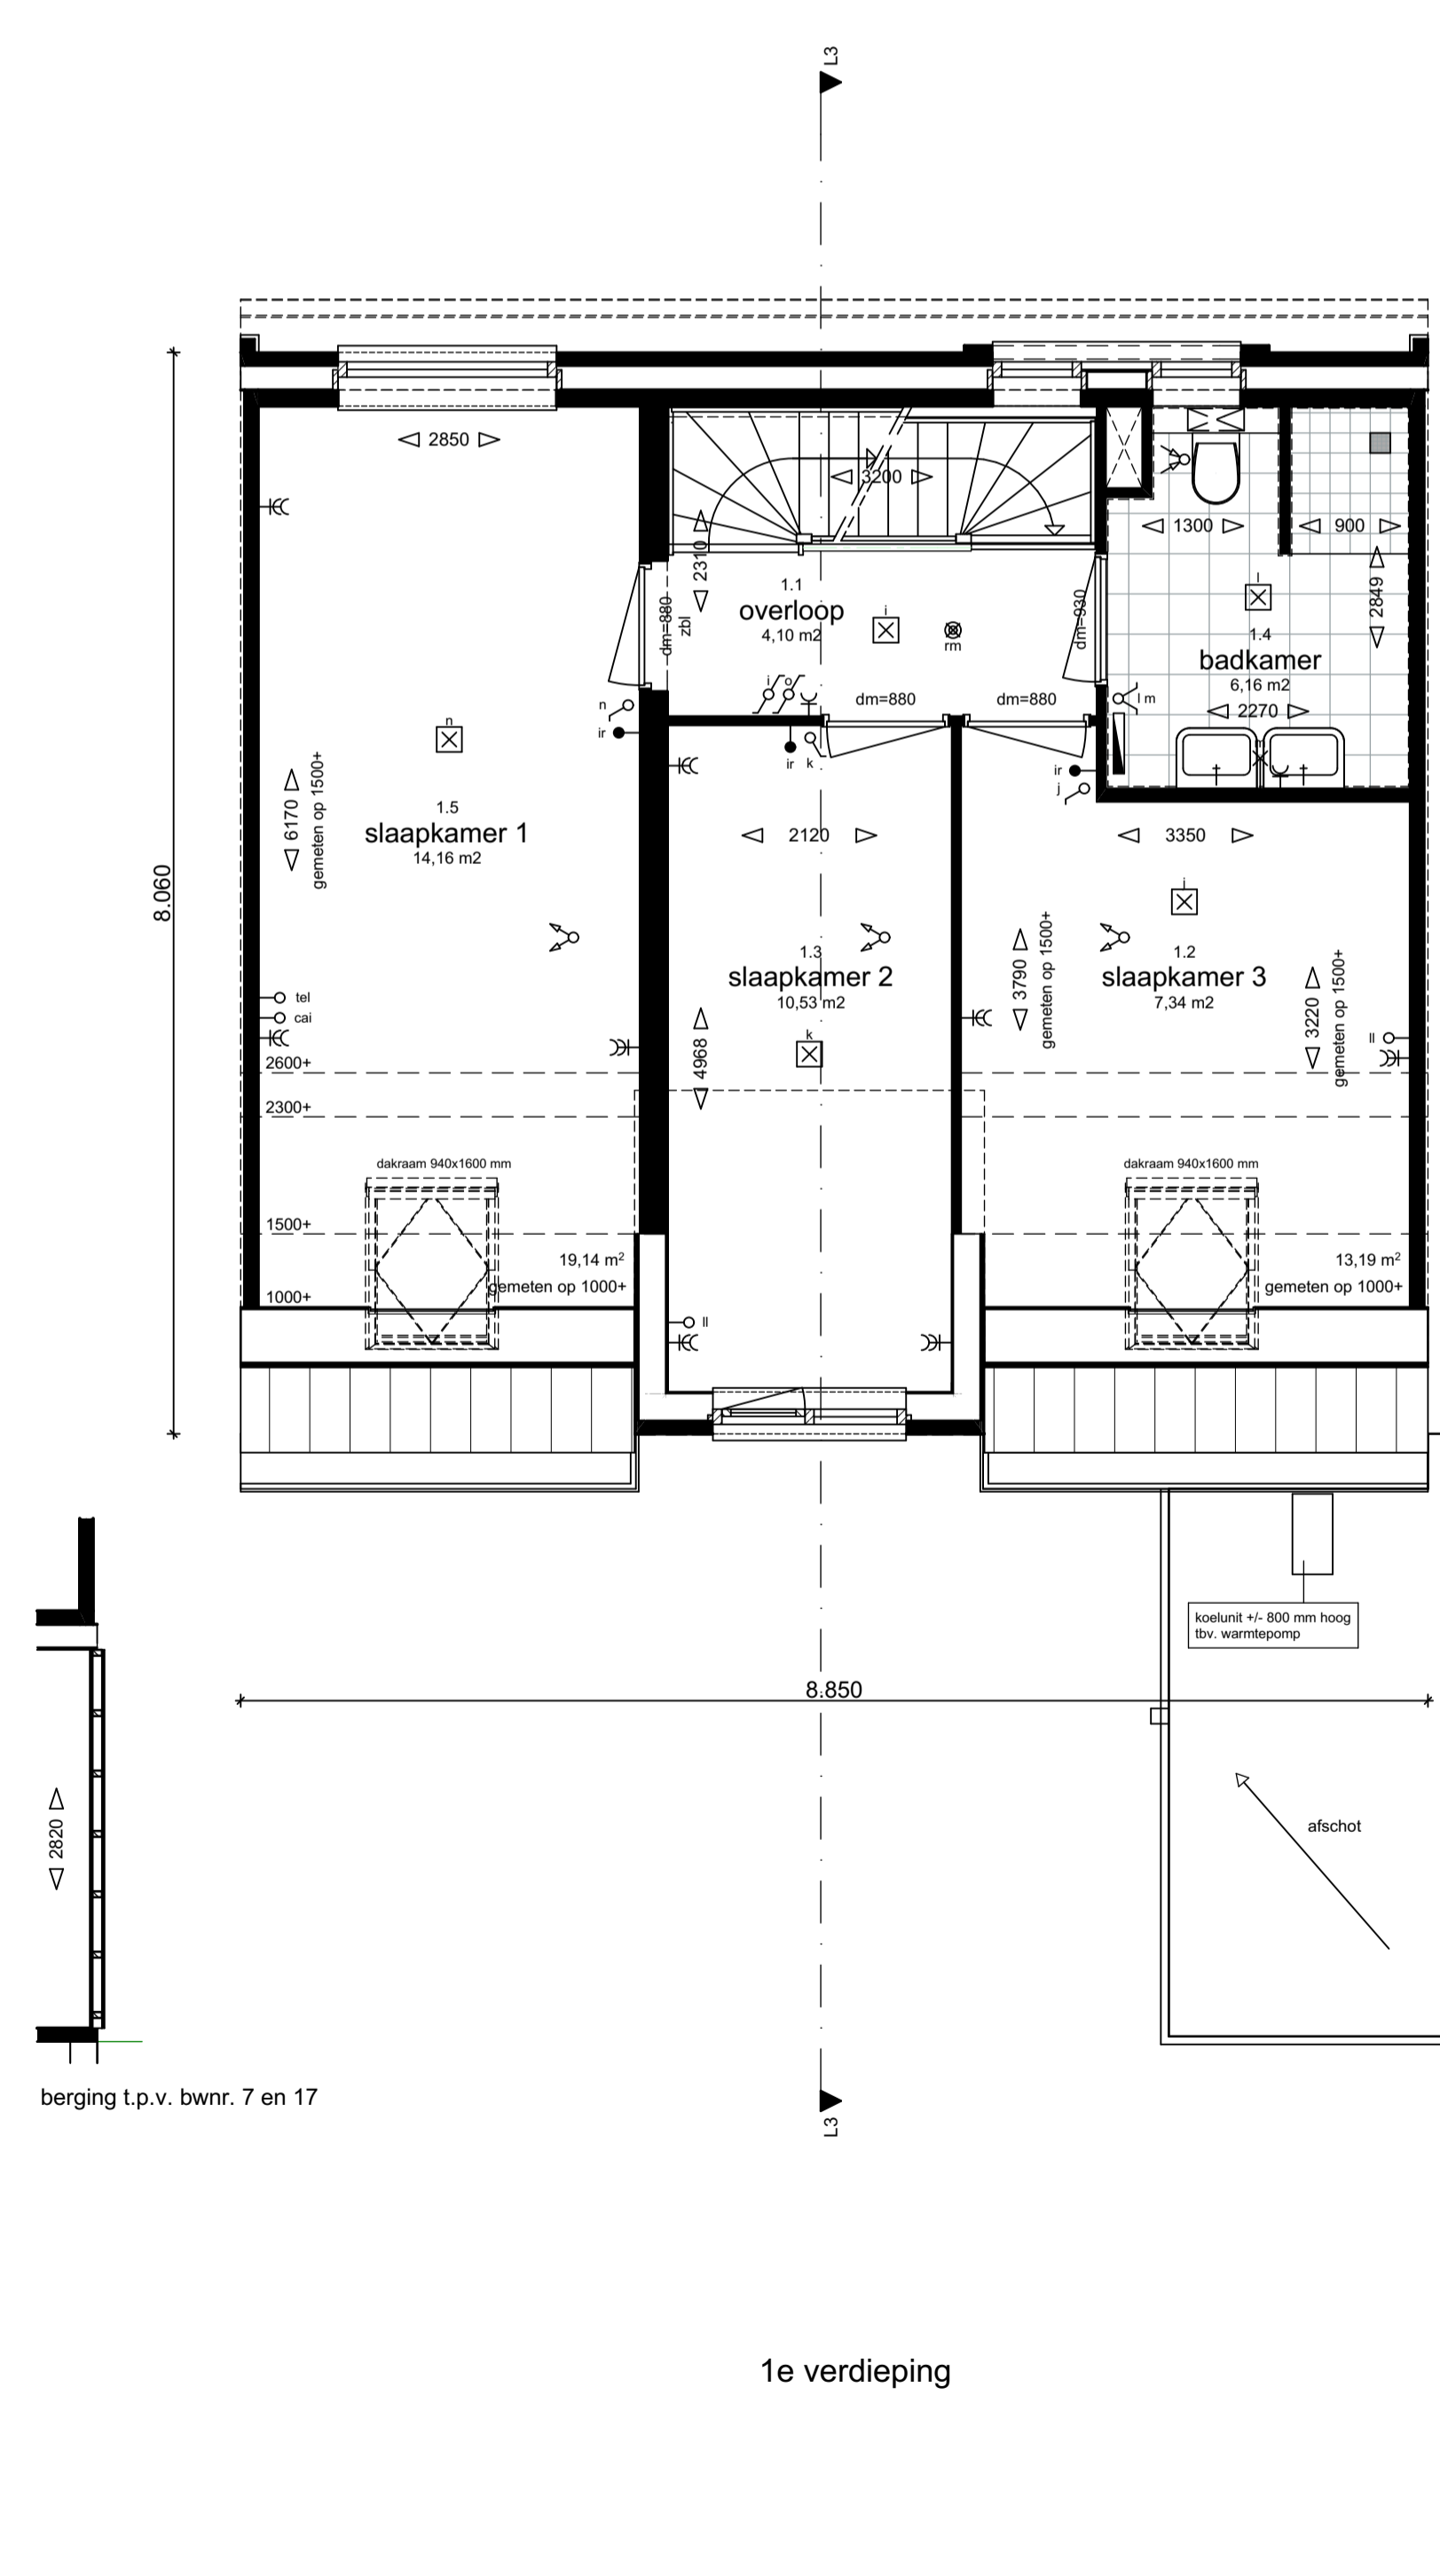 L3
2850
3200
1300
900
2310
2849
1.1
overloop
4,10 m2
i
rm
dm=880
zbl
dm=930
l
1.4
badkamer
6,16 m2
2270
l m
i o
dm=880
dm=880
n
ir
n
ir
k
ir
j
6170
gemeten op 1500+
1.5
slaapkamer 1
14,16 m2
2120
3350
8.060
j
1.3
slaapkamer 2
10,53 m2
k
4968
3790
gemeten op 1500+
1.2
slaapkamer 3
7,34 m2
3220
gemeten op 1500+
tel
cai
ll
2600+
2300+
dakraam 940x1600 mm
dakraam 940x1600 mm
1500+
19,14 m2
gemeten op 1000+
13,19 m2
gemeten op 1000+
1000+
ll
koelunit +/- 800 mm hoog
tbv. warmtepomp
8.850
2820
afschot
berging t.p.v. bwnr. 7 en 17
L3
1e verdieping